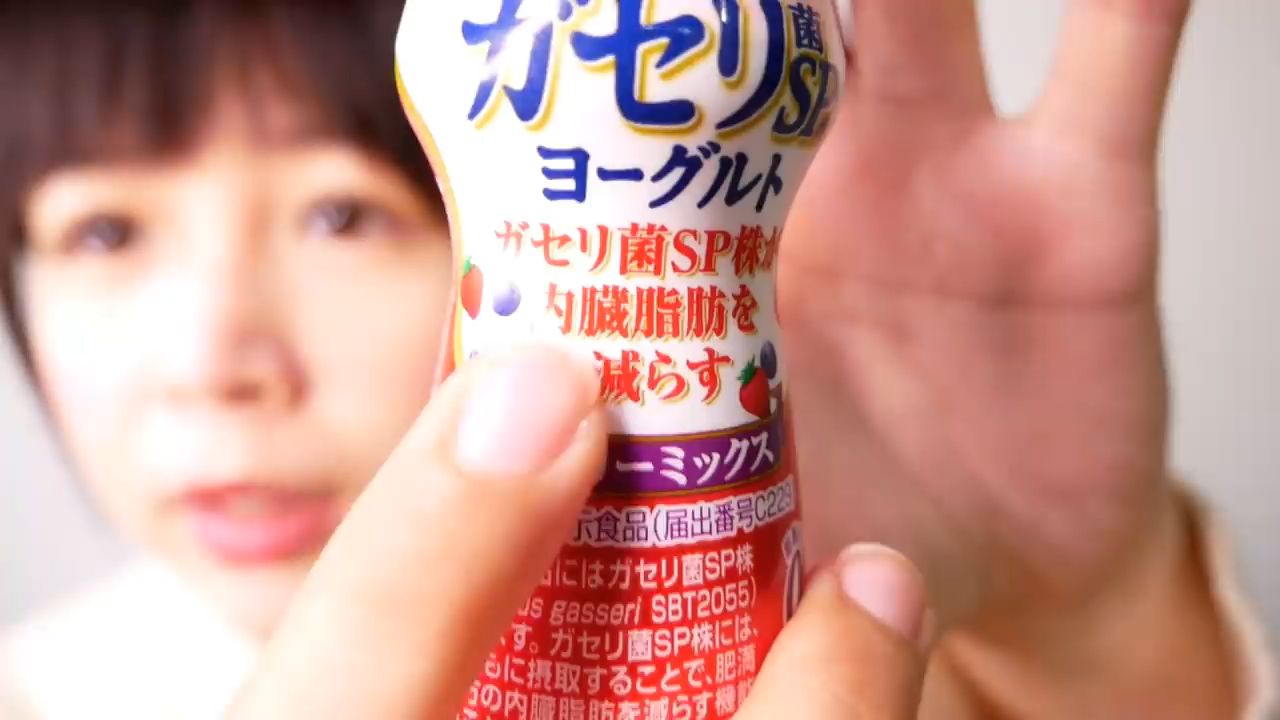 ガセリ菌SP
ヨーグルト
ガセリ菌SP株が
内臓脂肪を
減らす
ーミックス
示食品(届出番号C229
にはガセリ菌SP株
us gasseri SBT2055)
す。ガセリ菌SP株には、
もに摂取することで、肥満
の内臓脂肪を減らす機能